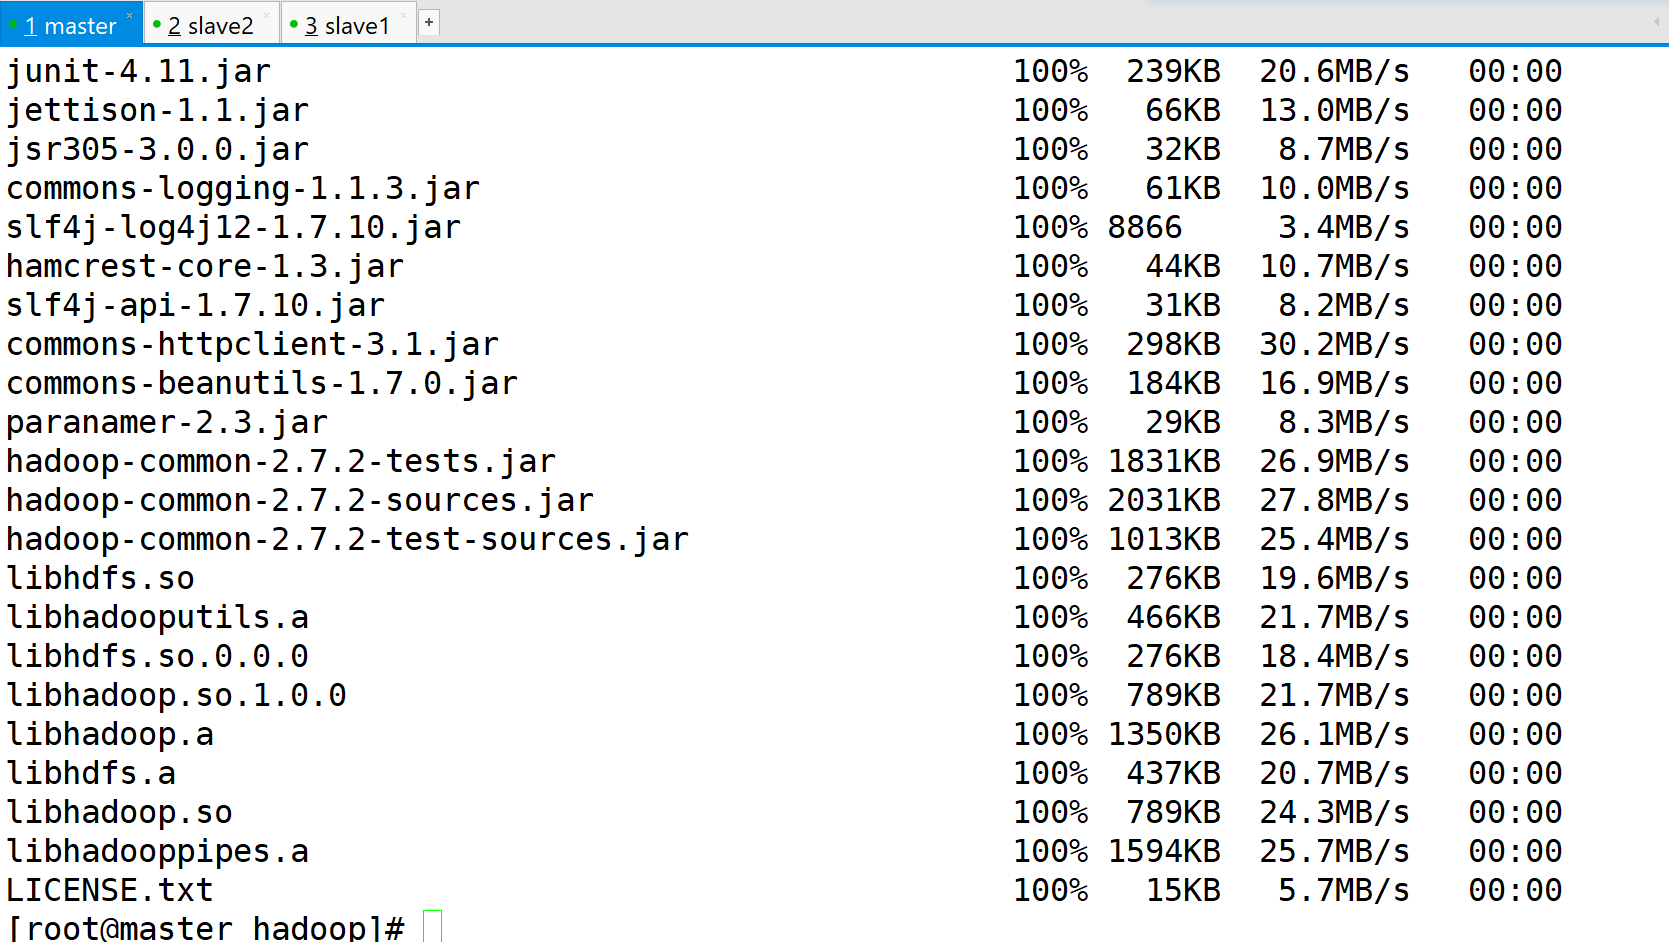 1 master × 2 slave2 × 3 slave1 × +
junit-4.11.jar 100% 239KB 20.6MB/s 00:00
jettison-1.1.jar 100% 66KB 13.0MB/s 00:00
jsr305-3.0.0.jar 100% 32KB 8.7MB/s 00:00
commons-logging-1.1.3.jar 100% 61KB 10.0MB/s 00:00
slf4j-log4j12-1.7.10.jar 100% 8866 3.4MB/s 00:00
hamcrest-core-1.3.jar 100% 44KB 10.7MB/s 00:00
slf4j-api-1.7.10.jar 100% 31KB 8.2MB/s 00:00
commons-httpclient-3.1.jar 100% 298KB 30.2MB/s 00:00
commons-beanutils-1.7.0.jar 100% 184KB 16.9MB/s 00:00
paranamer-2.3.jar 100% 29KB 8.3MB/s 00:00
hadoop-common-2.7.2-tests.jar 100% 1831KB 26.9MB/s 00:00
hadoop-common-2.7.2-sources.jar 100% 2031KB 27.8MB/s 00:00
hadoop-common-2.7.2-test-sources.jar 100% 1013KB 25.4MB/s 00:00
libhdfs.so 100% 276KB 19.6MB/s 00:00
libhadooputils.a 100% 466KB 21.7MB/s 00:00
libhdfs.so.0.0.0 100% 276KB 18.4MB/s 00:00
libhadoop.so.1.0.0 100% 789KB 21.7MB/s 00:00
libhadoop.a 100% 1350KB 26.1MB/s 00:00
libhdfs.a 100% 437KB 20.7MB/s 00:00
libhadoop.so 100% 789KB 24.3MB/s 00:00
libhadooppipes.a 100% 1594KB 25.7MB/s 00:00
LICENSE.txt 100% 15KB 5.7MB/s 00:00
[root@master hadoop]#